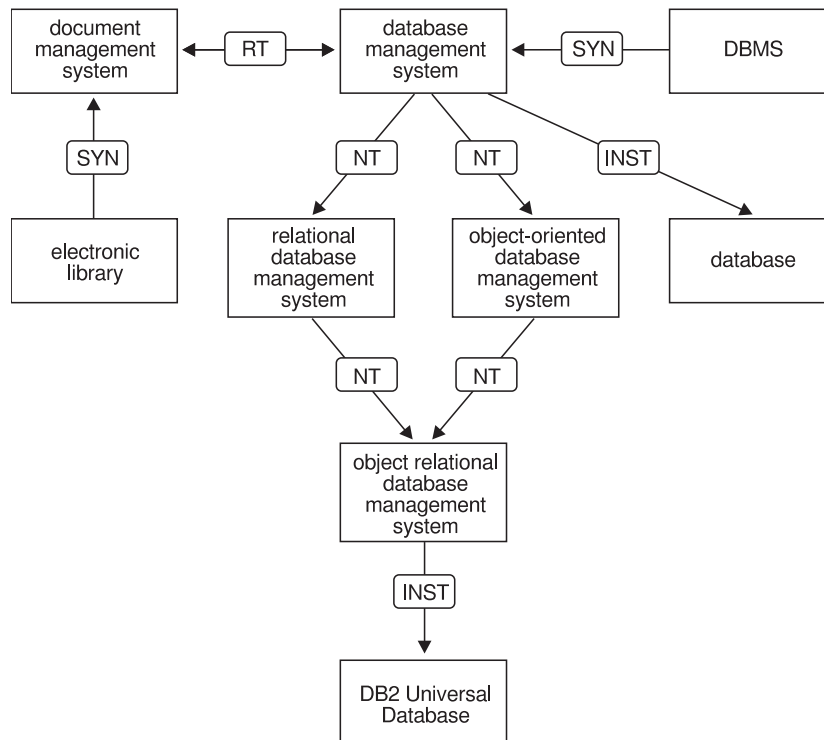 document
management
system
RT
database
management
system
SYN
DBMS
SYN
NT
NT
INST
electronic
library
relational
database
management
system
object-oriented
database
management
system
database
NT
NT
object relational
database
management
system
INST
DB2 Universal
Database